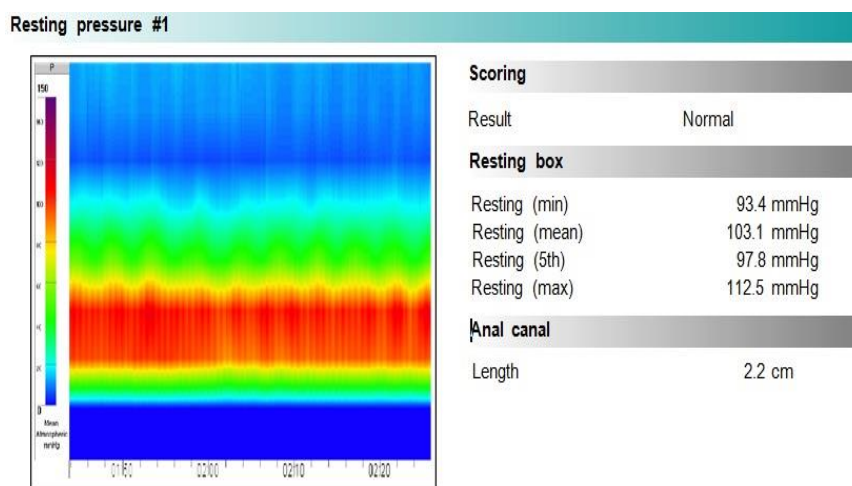 Resting pressure #1
P
150
100
0
Mean
Atmospheric
mmHg
01:50 02:00 02:10 02:20
Scoring
Result Normal
Resting box
Resting (min) 93.4 mmHg
Resting (mean) 103.1 mmHg
Resting (5th) 97.8 mmHg
Resting (max) 112.5 mmHg
Anal canal
Length 2.2 cm